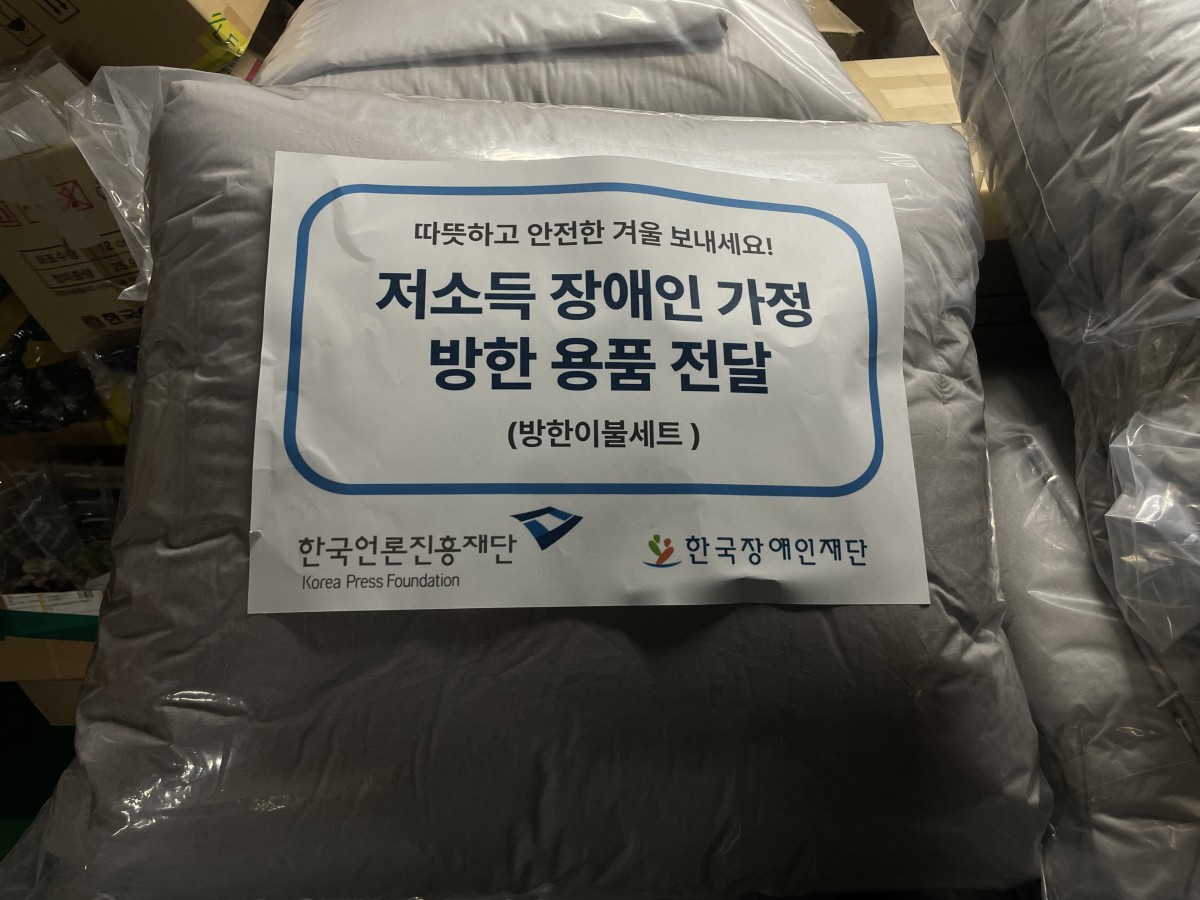 따뜻하고 안전한 겨울 보내세요!
저소득 장애인 가정
방한 용품 전달
(방한이불세트 )
한국언론진흥재단
Korea Press Foundation
한국장애인재단